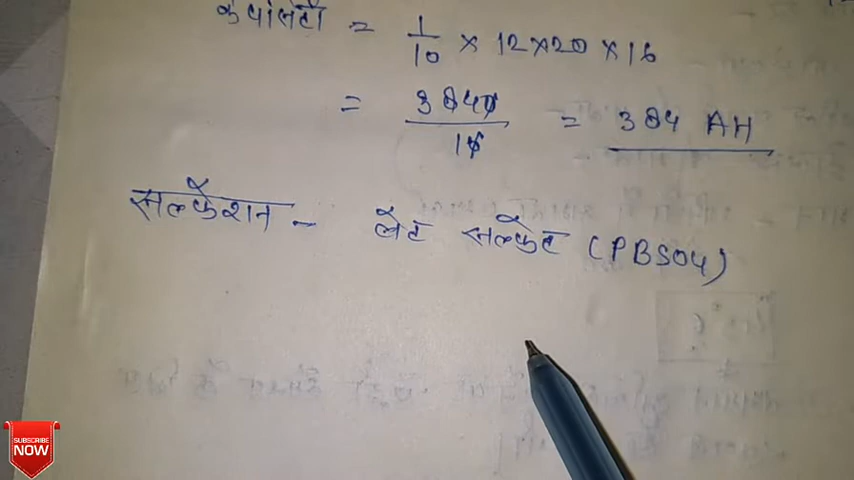 कैपासिटी = 1/10 × 12×20 × 16
= 3840/10 = 384 AH
सल्फेशन - लेड सल्फेट (PBSO4)
SUBSCRIBE
NOW